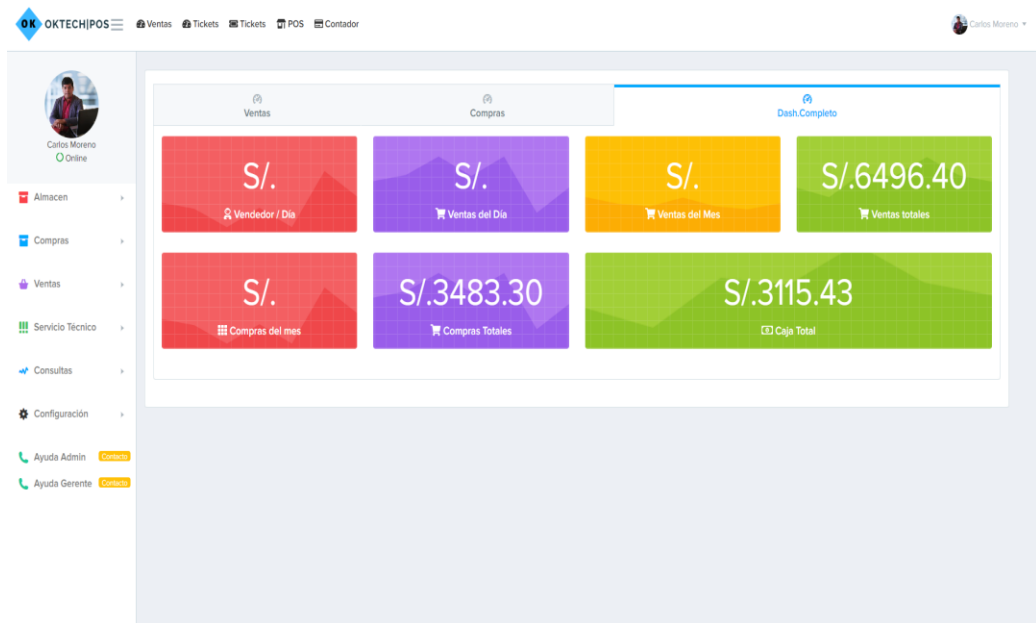 OK OKTECH|POS
Ventas Tickets Tickets POS Contador
Carlos Moreno
Carlos Moreno
Online
Almacen
Compras
Ventas
Servicio Técnico
Consultas
Configuración
Ayuda Admin Contacto
Ayuda Gerente Contacto
Ventas
Compras
Dash.Completo
S/.
Vendedor / Día
S/.
Ventas del Día
S/.
Ventas del Mes
S/.6496.40
Ventas totales
S/.
Compras del mes
S/.3483.30
Compras Totales
S/.3115.43
Caja Total